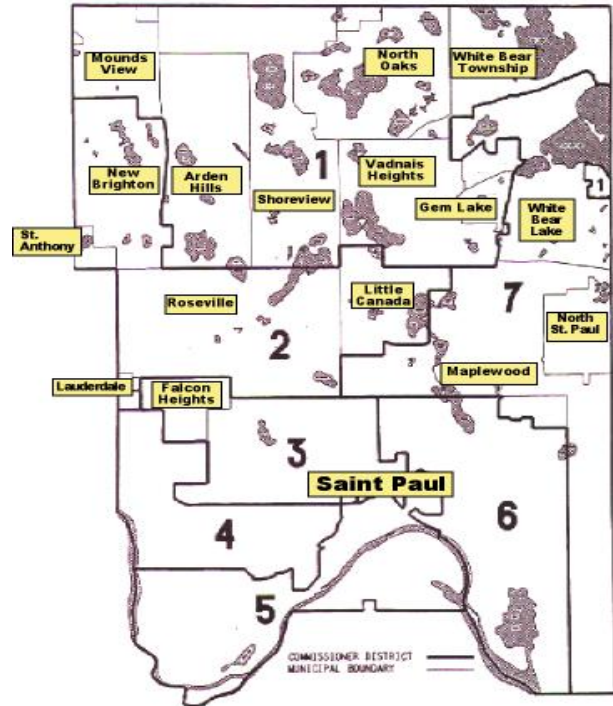 Mounds
View
North
Oaks
White Bear
Township
New
Brighton
Arden
Hills
1
Shoreview
Vadnais
Heights
Gem Lake
1
White
Bear
Lake
St.
Anthony
Roseville
2
Little
Canada
7
North
St. Paul
Maplewood
Lauderdale
Falcon
Heights
3
Saint Paul
4
6
5
COMMISSIONER DISTRICT
MUNICIPAL BOUNDARY